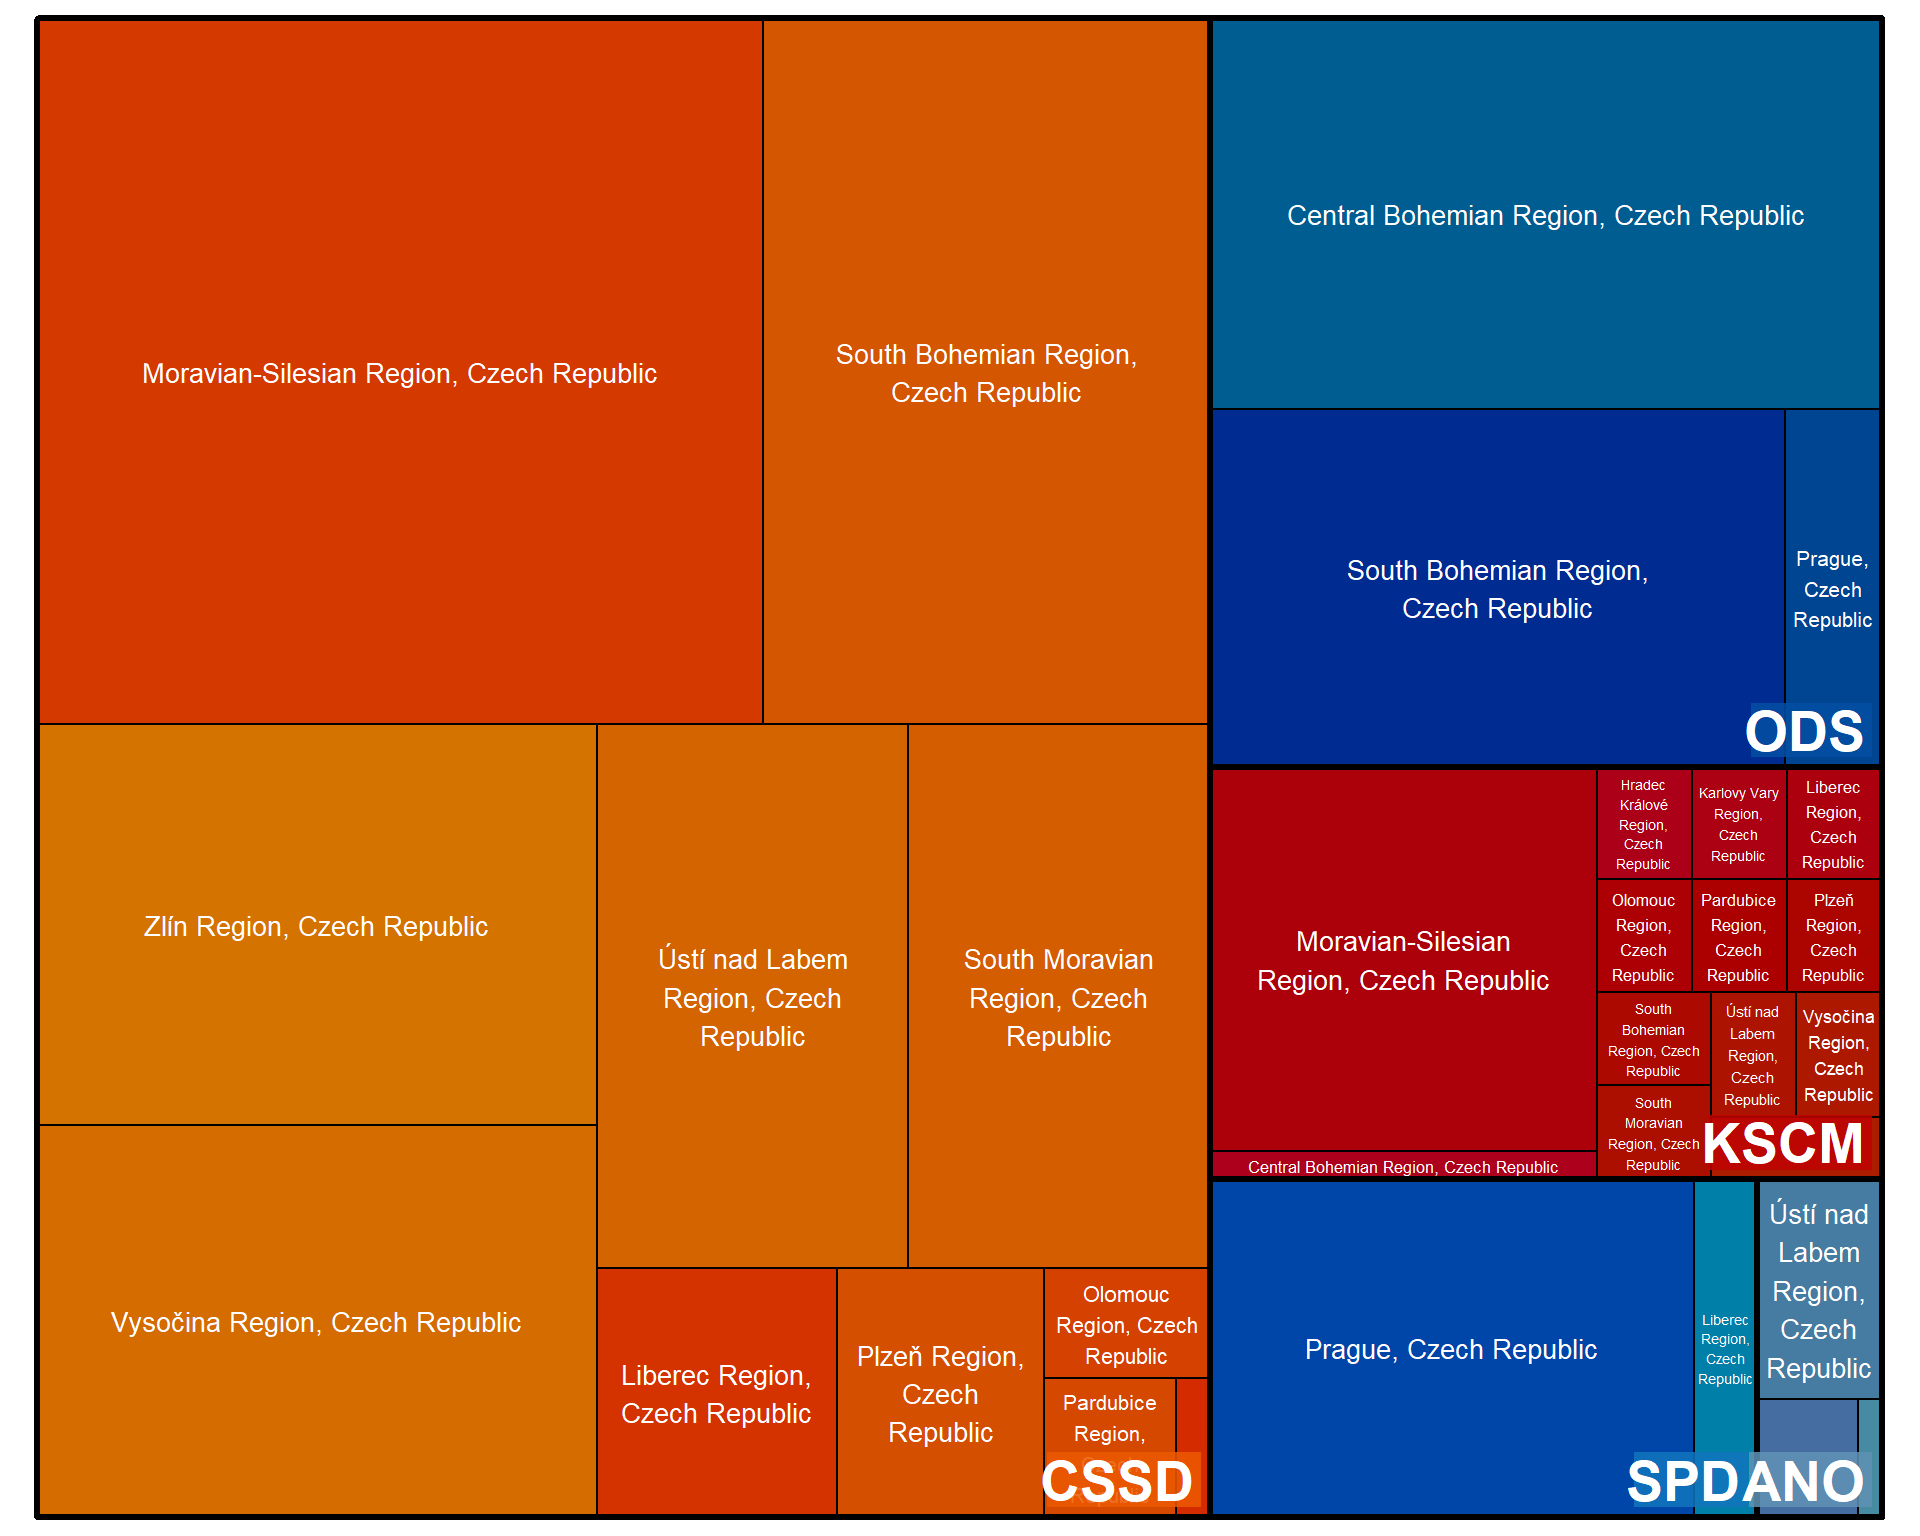 Moravian-Silesian Region, Czech Republic
South Bohemian Region,
Czech Republic
Zlín Region, Czech Republic
Vysočina Region, Czech Republic
Ústí nad Labem
Region, Czech
Republic
South Moravian
Region, Czech
Republic
Liberec Region,
Czech Republic
Plzeň Region,
Czech
Republic
Olomouc
Region, Czech
Republic
Pardubice
Region,
CSSD
Central Bohemian Region, Czech Republic
South Bohemian Region,
Czech Republic
Prague,
Czech
Republic
ODS
Moravian-Silesian
Region, Czech Republic
Central Bohemian Region, Czech Republic
Hradec
Králové
Region,
Czech
Republic
Karlovy Vary
Region,
Czech
Republic
Liberec
Region,
Czech
Republic
Olomouc
Region,
Czech
Republic
Pardubice
Region,
Czech
Republic
Plzeň
Region,
Czech
Republic
South
Bohemian
Region, Czech
Republic
South
Moravian
Region, Czech
Republic
Ústí nad
Labem
Region,
Czech
Republic
Vysočina
Region,
Czech
Republic
KSCM
Prague, Czech Republic
Liberec
Region,
Czech
Republic
Ústí nad
Labem
Region,
Czech
Republic
SPDANO